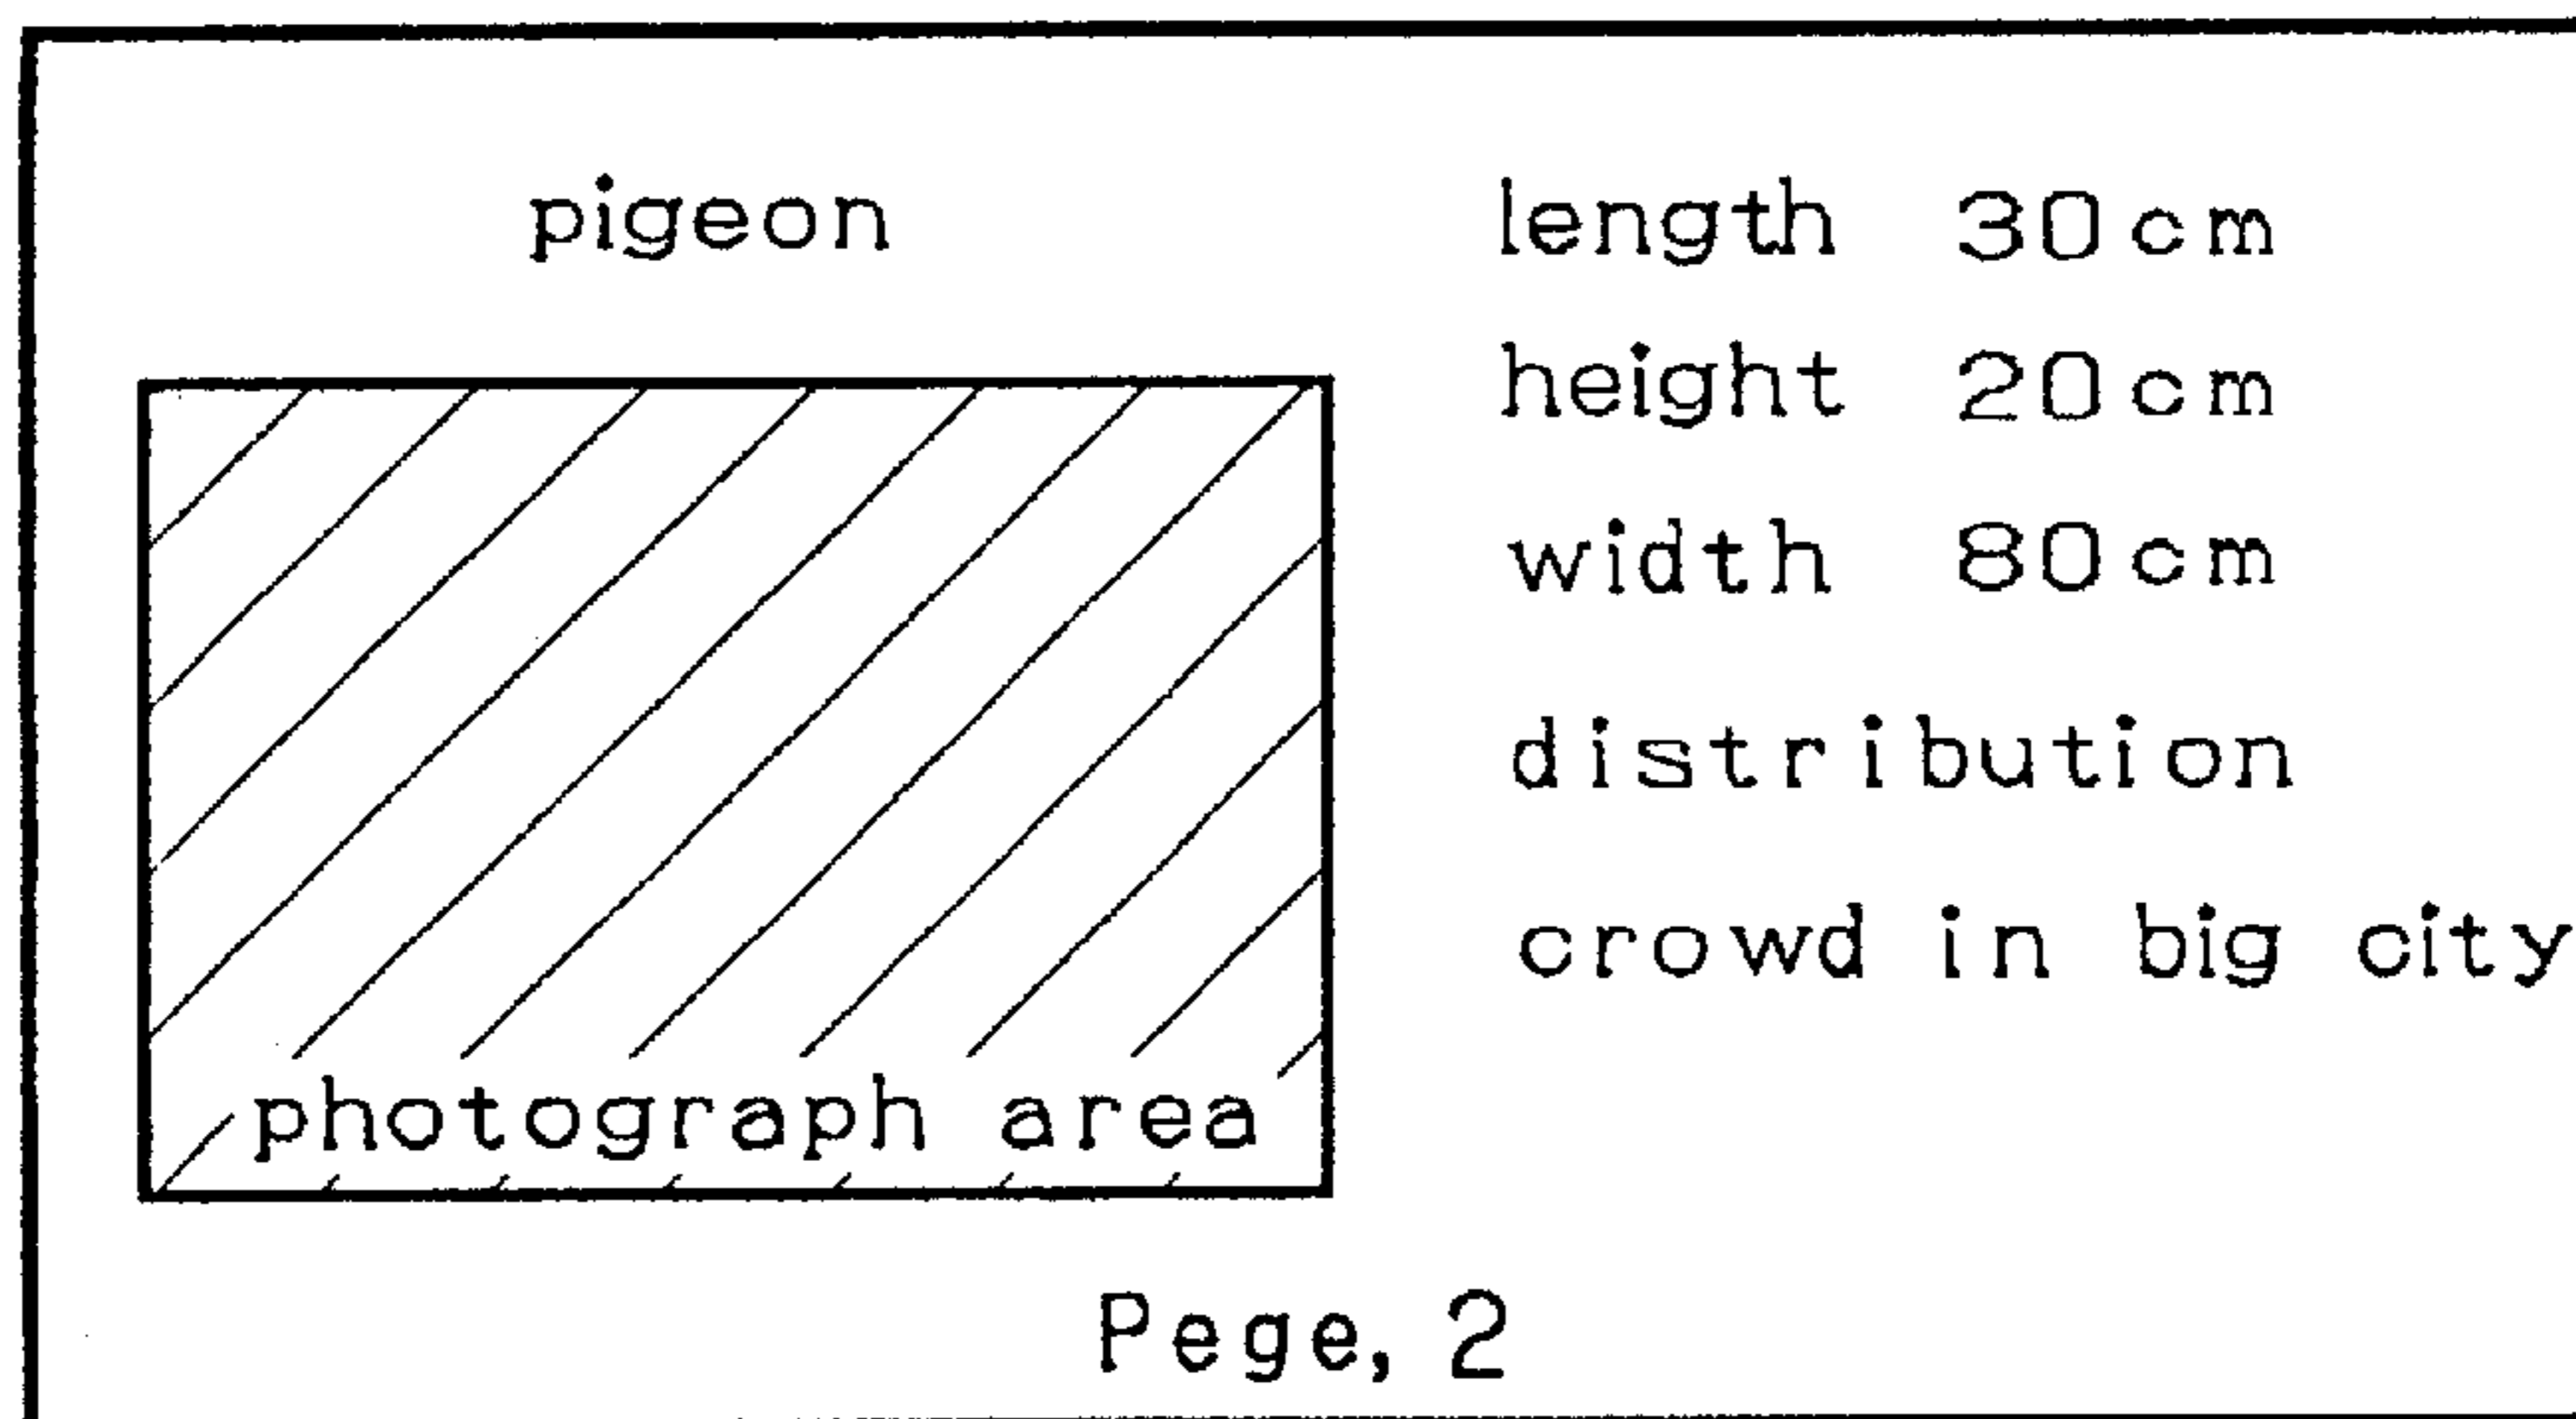 pigeon
photograph area
length 30cm
height 20cm
width 80cm
distribution
crowd in big city
Pege, 2